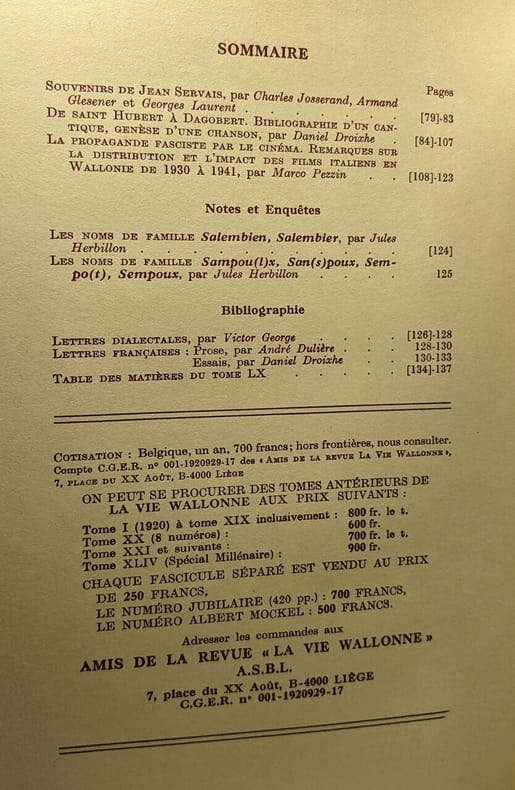 SOMMAIRE
Pages
SOUVENIRS DE JEAN SERVAIS, par Charles Josserand, Armand
Glesener et Georges Laurent . . . . . . [79]-83
DE SAINT HUBERT À DAGOBERT. BIBLIOGRAPHIE D'UN CAN-
TIQUE, GENÈSE D'UNE CHANSON, par Daniel Droixhe . [84]-107
LA PROPAGANDE FASCISTE PAR LE CINÉMA. REMARQUES SUR
LA DISTRIBUTION ET L'IMPACT DES FILMS ITALIENS EN
WALLONIE DE 1930 À 1941, par Marco Pezzin . . [108]-123
Notes et Enquêtes
LES NOMS DE FAMILLE Salembien, Salembier, par Jules
Herbillon . . . . . . . . . . [124]
LES NOMS DE FAMILLE Sampou(l)x, San(s)poux, Sem-
po(t), Sempoux, par Jules Herbillon . . . . 125
Bibliographie
LETTRES DIALECTALES, par Victor George . . . . [126]-128
LETTRES FRANÇAISES : Prose, par André Dulière . . . 128-130
Essais, par Daniel Droixhe . . 130-133
TABLE DES MATIÈRES DU TOME LX . . . . . [134]-137
COTISATION : Belgique, un an, 700 francs; hors frontières, nous consulter.
Compte C.G.E.R. n° 001-1920929-17 des « AMIS DE LA REVUE LA VIE WALLONNE »,
7, PLACE DU XX AOÛT, B-4000 LIÈGE
ON PEUT SE PROCURER DES TOMES ANTÉRIEURS DE
LA VIE WALLONNE AUX PRIX SUIVANTS :
Tome I (1920) à tome XIX inclusivement : 800 fr. le t.
Tome XX (8 numéros) : 600 fr.
Tome XXI et suivants : 700 fr. le t.
Tome XLIV (Spécial Millénaire) : 900 fr.
CHAQUE FASCICULE SÉPARÉ EST VENDU AU PRIX
DE 250 FRANCS,
LE NUMÉRO JUBILAIRE (420 pp.) : 700 FRANCS,
LE NUMÉRO ALBERT MOCKEL : 500 FRANCS.
Adresser les commandes aux
AMIS DE LA REVUE « LA VIE WALLONNE »
A.S.B.L.
7, place du XX Août, B-4000 LIÈGE
C.G.E.R. n° 001-1920929-17